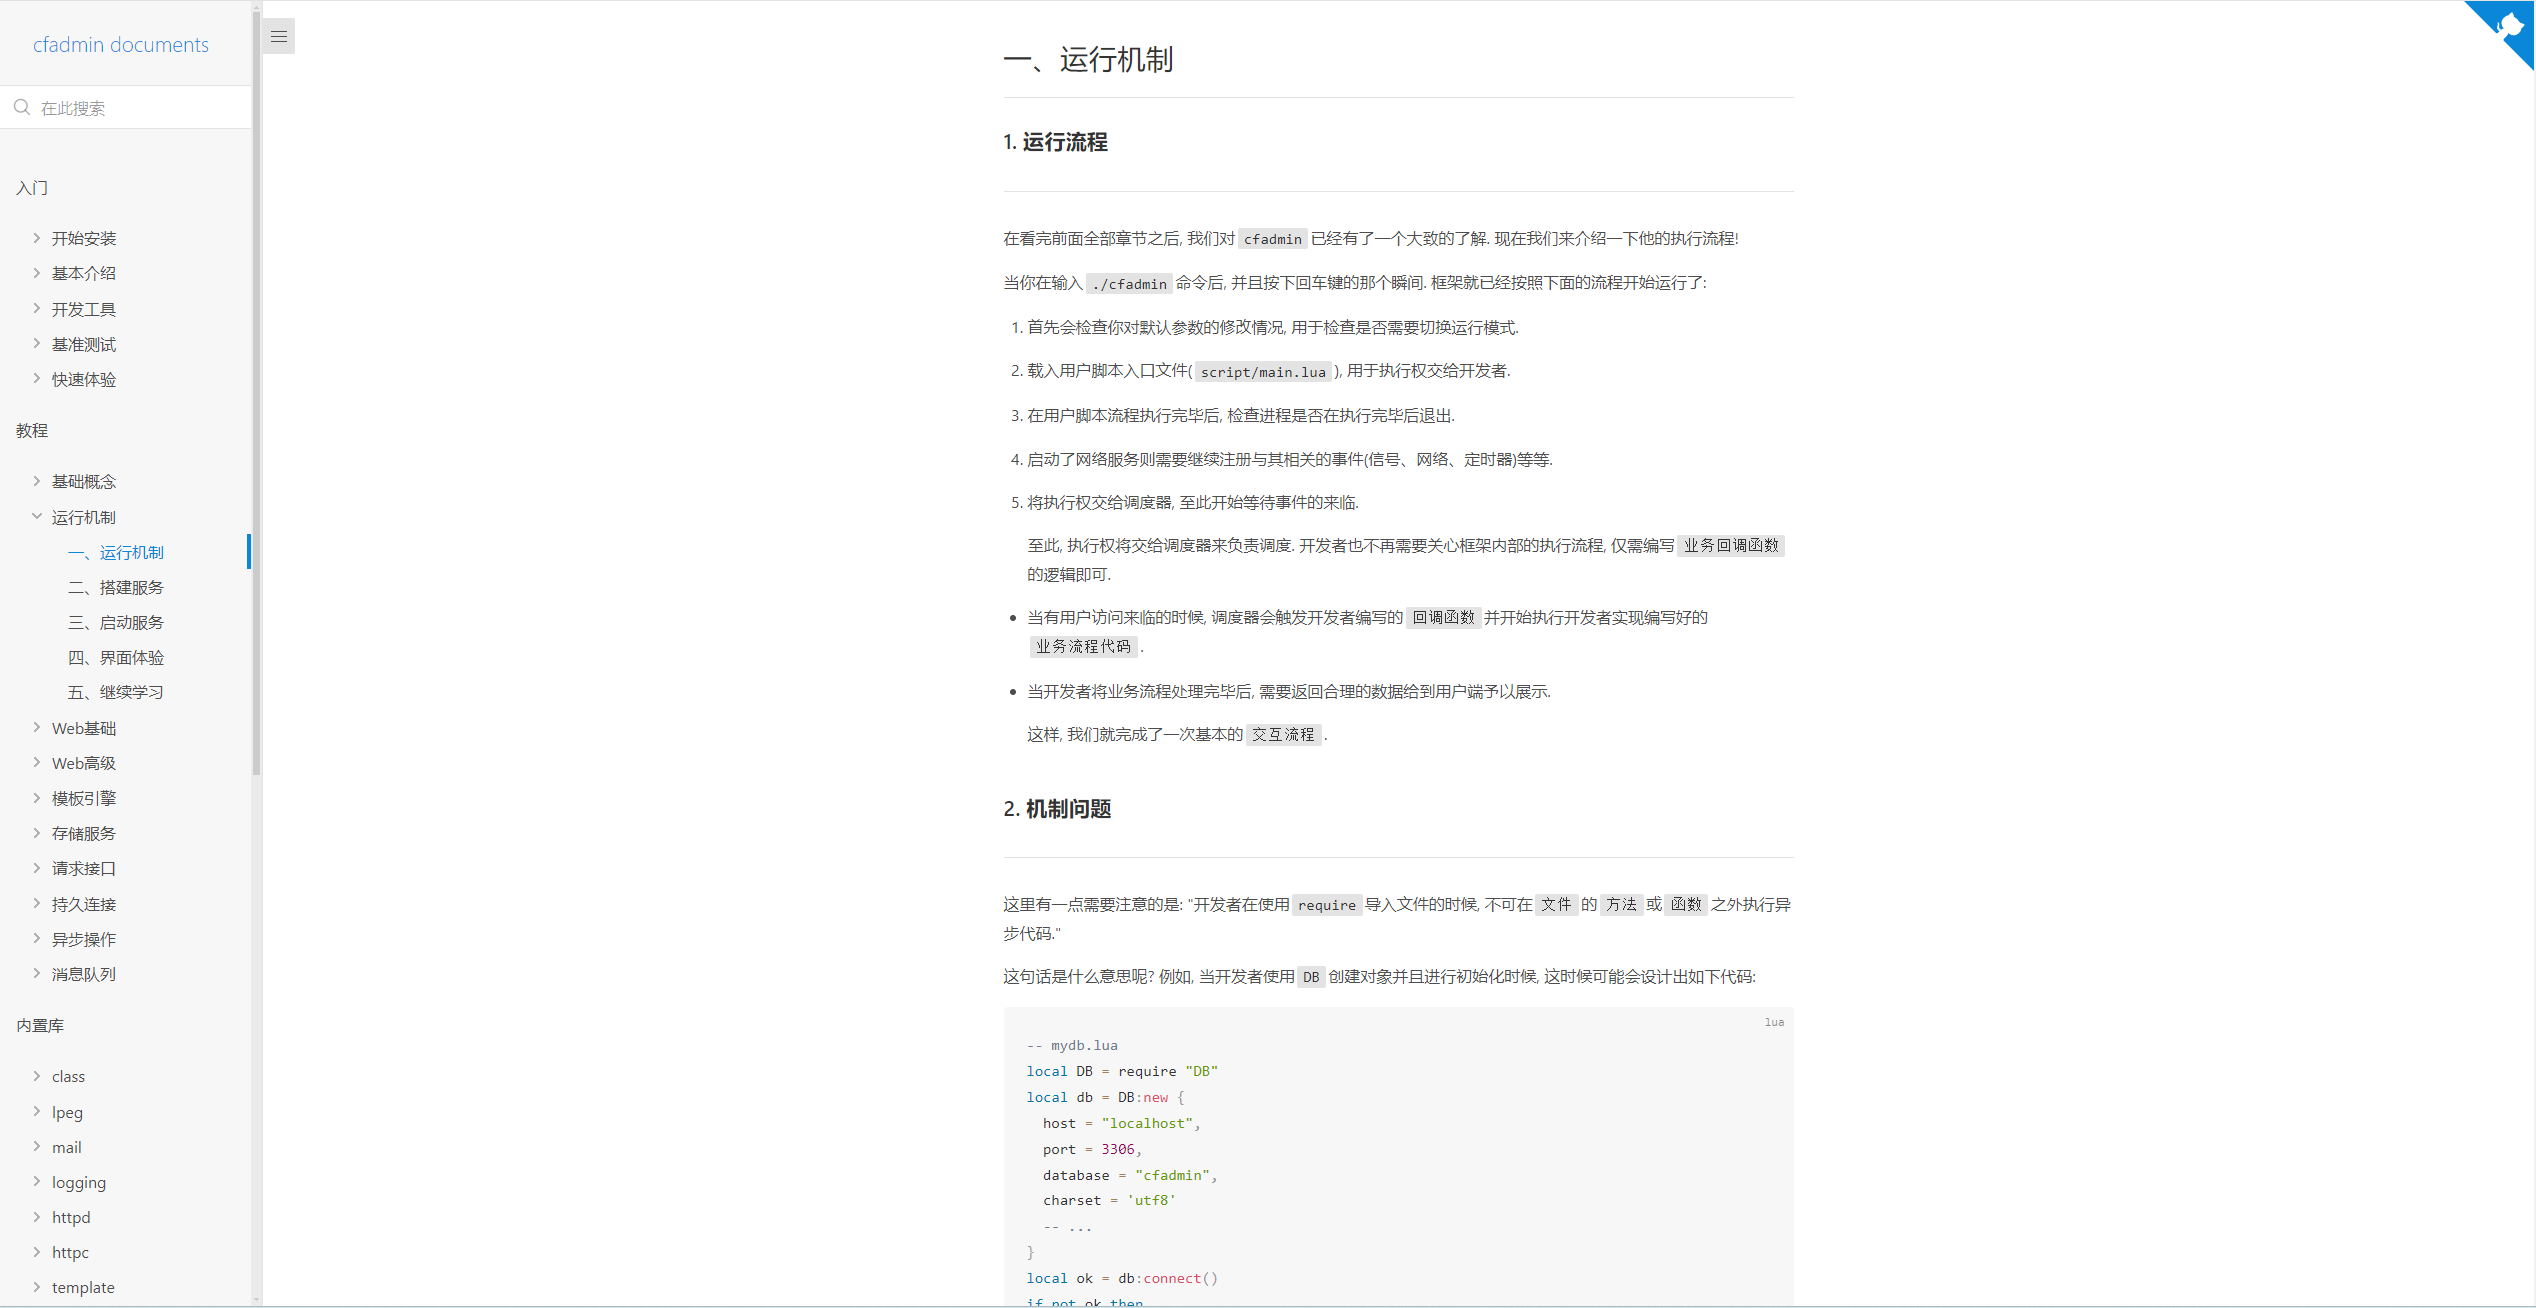 cfadmin documents
在此搜索
入门
开始安装
基本介绍
开发工具
基准测试
快速体验
教程
基础概念
运行机制
一、运行机制
二、搭建服务
三、启动服务
四、界面体验
五、继续学习
Web基础
Web高级
模板引擎
存储服务
请求接口
持久连接
异步操作
消息队列
内置库
class
lpeg
mail
logging
httpd
httpc
template
一、运行机制
1. 运行流程
在看完前面全部章节之后, 我们对 cfadmin 已经有了一个大致的了解. 现在我们来介绍一下他的执行流程!
当你在输入 ./cfadmin 命令后, 并且按下回车键的那个瞬间. 框架就已经按照下面的流程开始运行了:
1. 首先会检查你对默认参数的修改情况, 用于检查是否需要切换运行模式.
2. 载入用户脚本入口文件( script/main.lua ), 用于执行权交给开发者.
3. 在用户脚本流程执行完毕后, 检查进程是否在执行完毕后退出.
4. 启动了网络服务则需要继续注册与其相关的事件(信号、网络、定时器)等等.
5. 将执行权交给调度器, 至此开始等待事件的来临.
至此, 执行权将交给调度器来负责调度. 开发者也不再需要关心框架内部的执行流程, 仅需编写 业务回调函数
的逻辑即可.
• 当有用户访问来临的时候, 调度器会触发开发者编写的 回调函数 并开始执行开发者实现编写好的
业务流程代码 .
• 当开发者将业务流程处理完毕后, 需要返回合理的数据给到用户端予以展示.
这样, 我们就完成了一次基本的 交互流程 .
2. 机制问题
这里有一点需要注意的是: "开发者在使用 require 导入文件的时候, 不可在 文件 的 方法 或 函数 之外执行异
步代码."
这句话是什么意思呢? 例如, 当开发者使用 DB 创建对象并且进行初始化时候, 这时候可能会设计出如下代码:
lua
-- mydb.lua
local DB = require "DB"
local db = DB:new {
  host = "localhost",
  port = 3306,
  database = "cfadmin",
  charset = 'utf8'
  -- ...
}
local ok = db:connect()
if not ok then